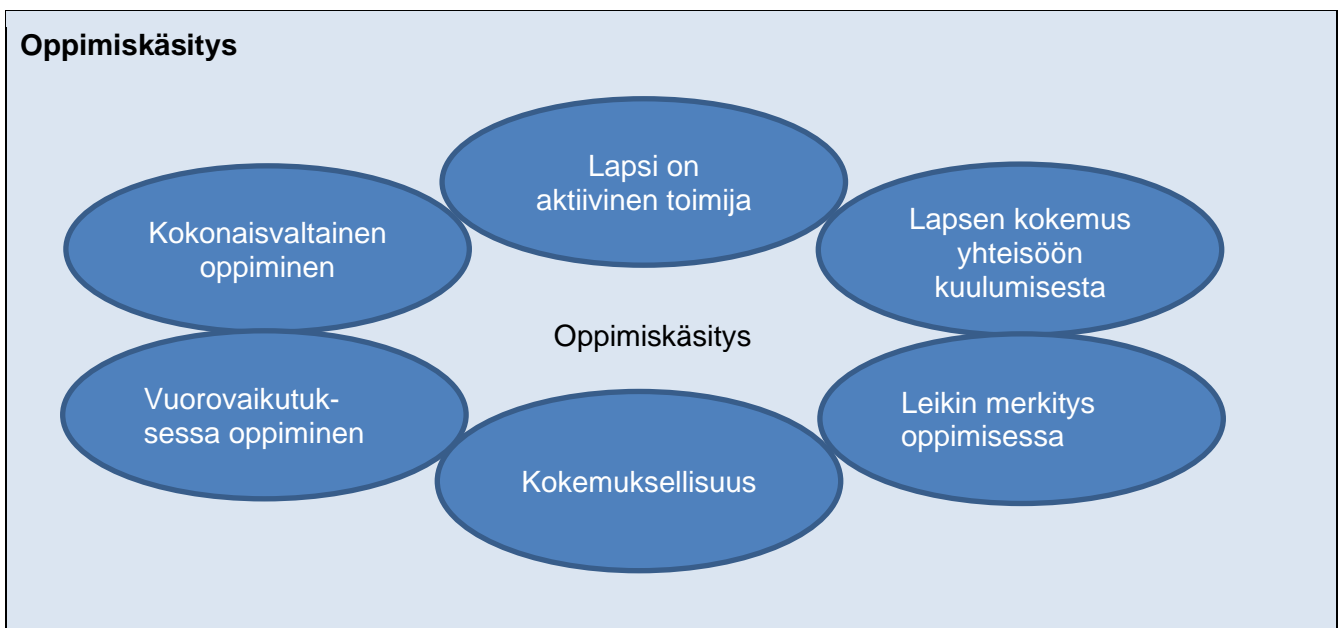 Oppimiskäsitys
Lapsi on
aktiivinen toimija
Kokonaisvaltainen
oppiminen
Lapsen kokemus
yhteisöön
kuulumisesta
Oppimiskäsitys
Vuorovaikutuk-
sessa oppiminen
Leikin merkitys
oppimisessa
Kokemuksellisuus